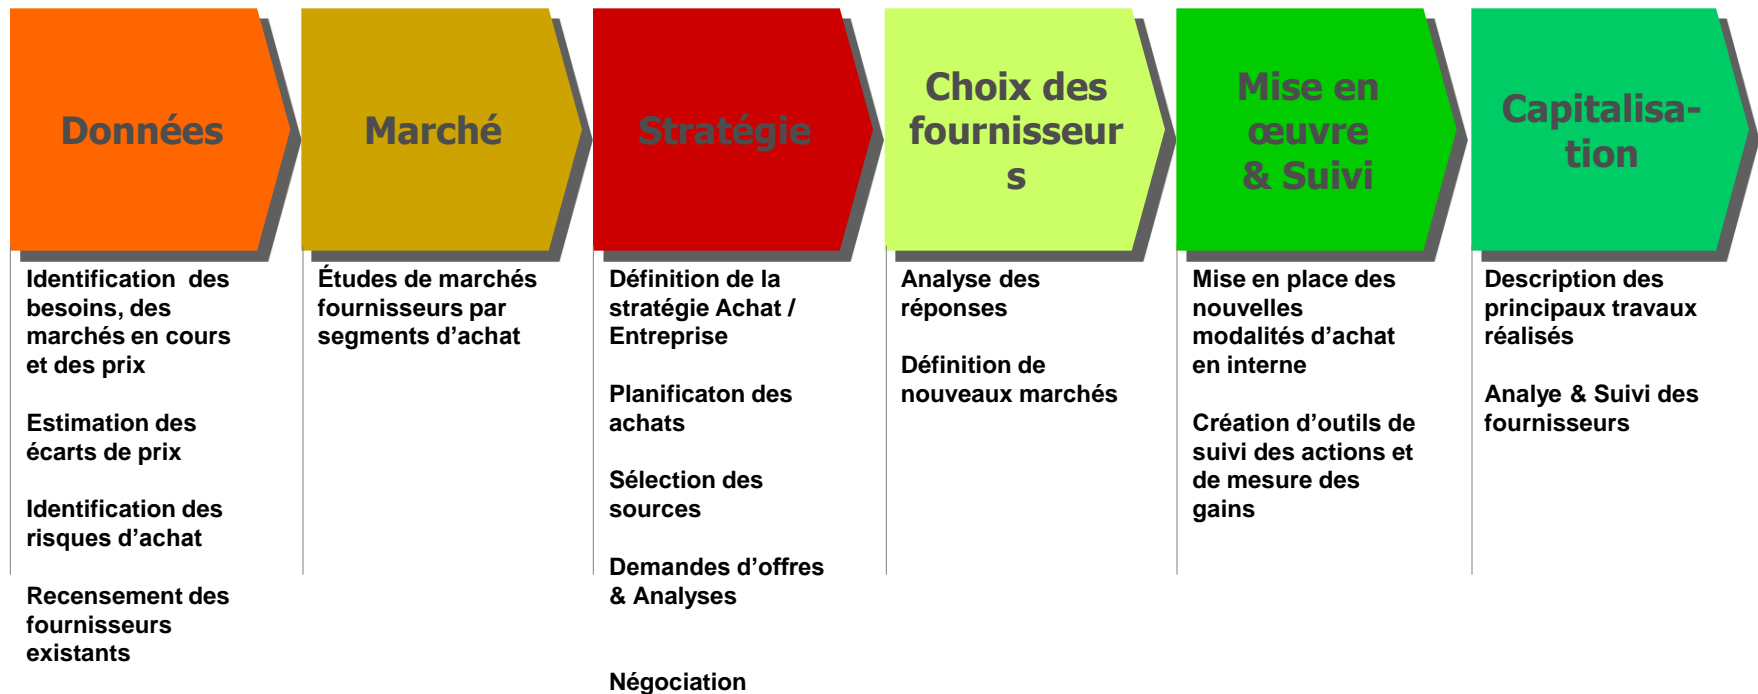 Données
Marché
Stratégie
Choix des
fournisseur
s
Mise en
œuvre
& Suivi
Capitalisa-
tion
Identification des
besoins, des
marchés en cours
et des prix
Estimation des
écarts de prix
Identification des
risques d’achat
Recensement des
fournisseurs
existants
Études de marchés
fournisseurs par
segments d’achat
Définition de la
stratégie Achat /
Entreprise
Planificaton des
achats
Sélection des
sources
Demandes d’offres
& Analyses
Négociation
Analyse des
réponses
Définition de
nouveaux marchés
Mise en place des
nouvelles
modalités d’achat
en interne
Création d’outils de
suivi des actions et
de mesure des
gains
Description des
principaux travaux
réalisés
Analye & Suivi des
fournisseurs